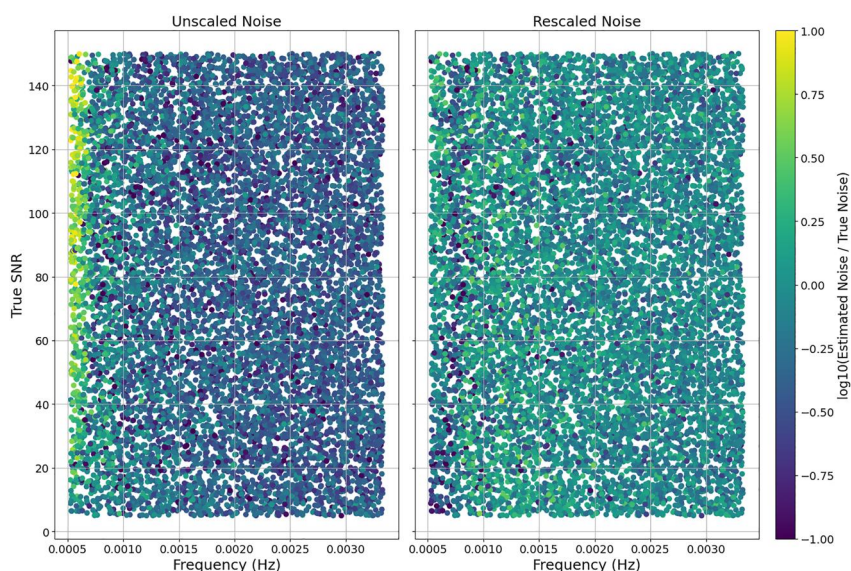 Unscaled Noise
Rescaled Noise
True SNR
140
120
100
80
60
40
20
0
0.0005 0.0010 0.0015 0.0020 0.0025 0.0030
Frequency (Hz)
0.0005 0.0010 0.0015 0.0020 0.0025 0.0030
Frequency (Hz)
1.00
0.75
0.50
0.25
0.00
−0.25
−0.50
−0.75
−1.00
log10(Estimated Noise / True Noise)